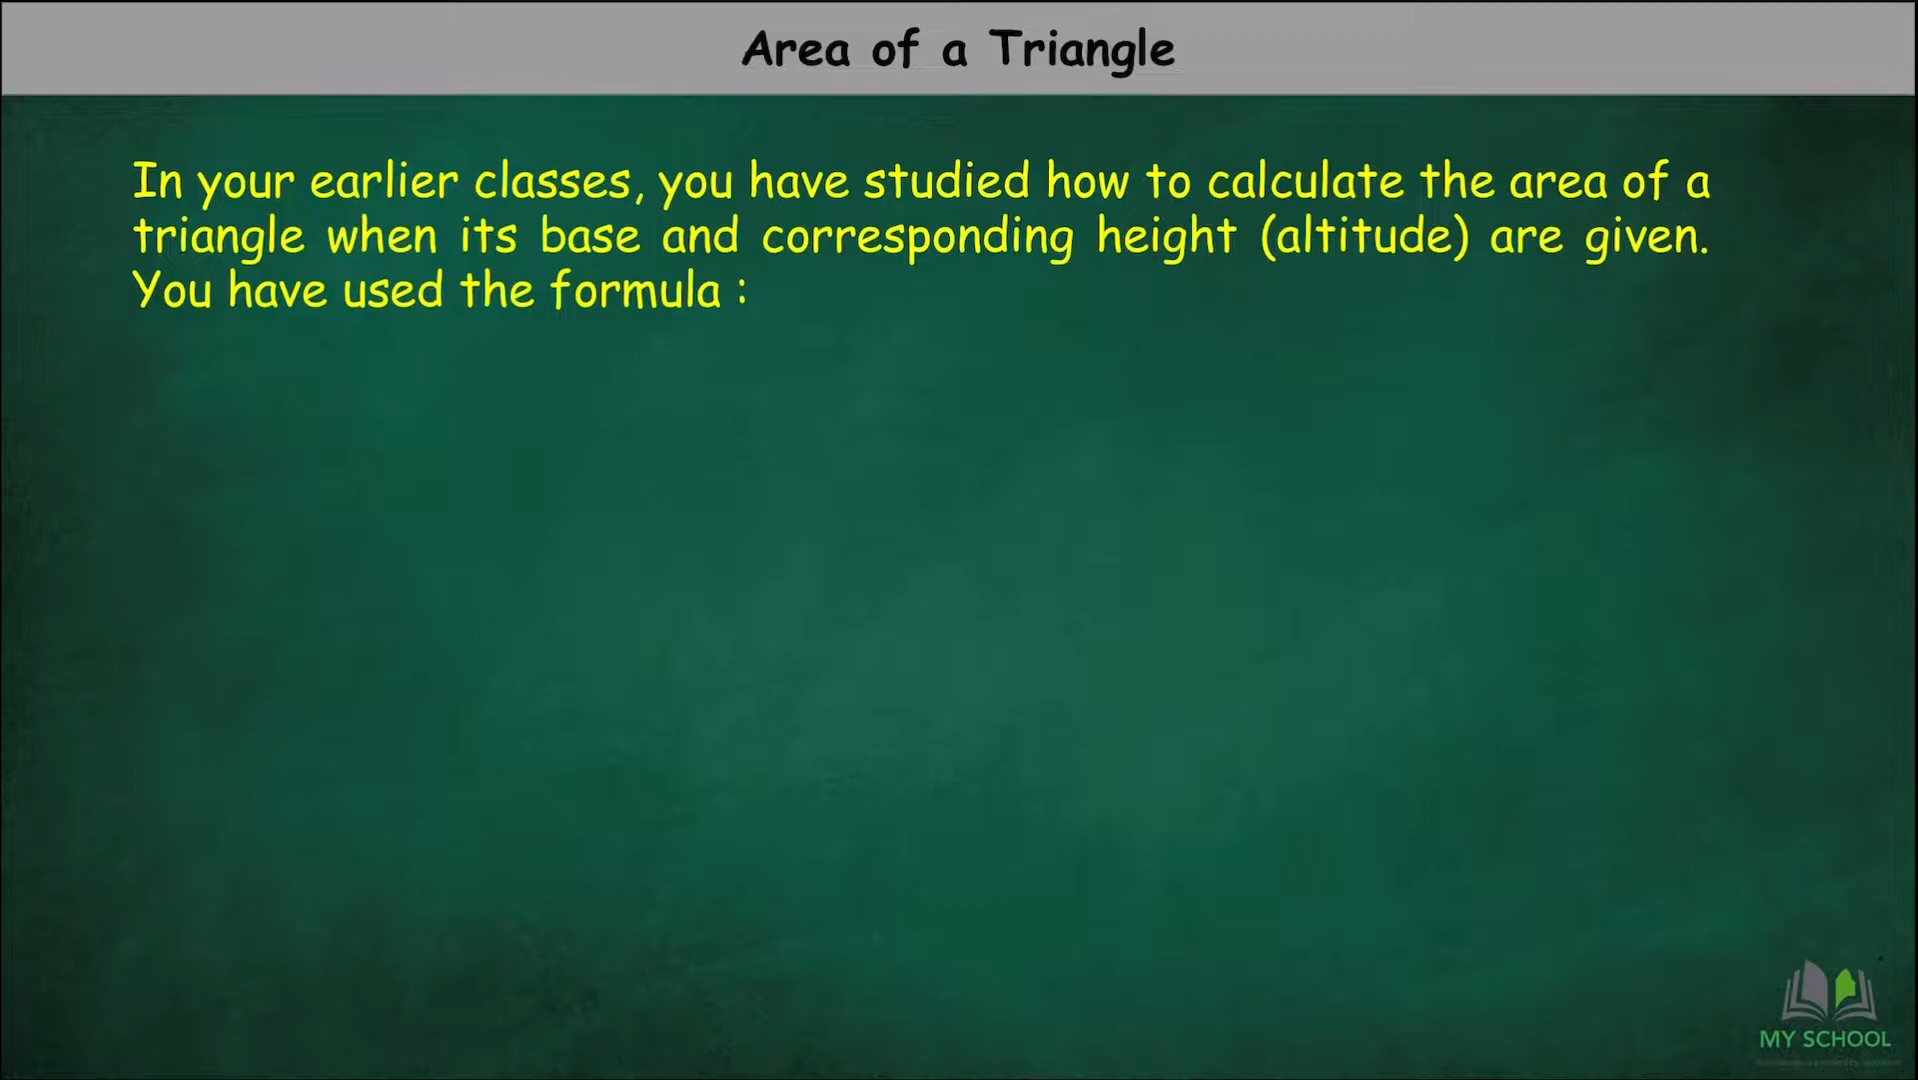 Area of a Triangle
In your earlier classes, you have studied how to calculate the area of a
triangle when its base and corresponding height (altitude) are given.
You have used the formula :
MY SCHOOL